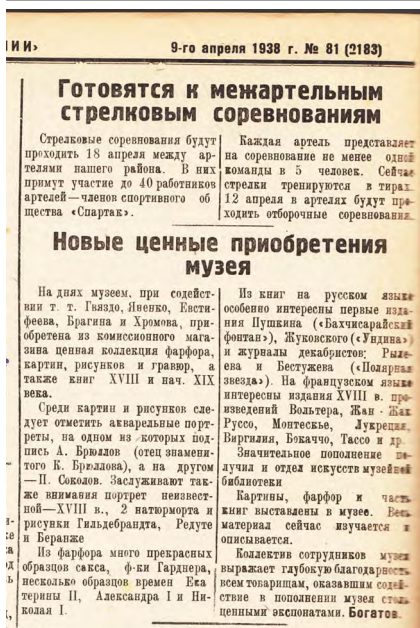 ИИ»
9-го апреля 1938 г. № 81 (2183)
Готовятся к межартельным
стрелковым соревнованиям
Стрелковые соревнования будут
проходить 18 апреля между ар-
телями нашего района. В них
примут участие до 40 работников
артелей—членов спортивного об
щества «Спартак».
Каждая артель представляет
на соревнование не менее одной
команды в 5 человек. Сейчас
стрелки тренируются в тирах.
12 апреля в артелях будут про-
ходить отборочные соревнования.
Новые ценные приобретения
музея
На днях музеем, при содейст-
вии т. т. Гвяздо, Яненко, Евсти-
феева, Брагина и Хромова, при-
обретена из комиссионного мага-
зина ценная коллекция фарфора,
картин, рисунков и гравюр, а
также книг XVIII и нач. XIX
века.
Среди картин и рисунков сле-
дует отметить акварельные порт-
реты, на одном из которых под-
пись А. Брюллов (отец знамени-
того К. Брюллова), а на другом
—П. Соколов. Заслуживают так-
же внимания портрет неизвест-
ной—XVIII в., 2 натюрморта и
рисунки Гильдебрандта, Редуте
и Беранже
Из фарфора много прекрасных
образцов сакса, ф-ки Гарднера,
несколько образцов времен Ека
терины II, Александра I и Ни-
колая I.
Из книг на русском языке
особенно интересны первые изда-
ния Пушкина («Бахчисарайский
фонтан»), Жуковского («Ундина»)
и журналы декабристов: Рыле-
ева и Бестужева («Полярная
звезда»). На французском языке
интересны издания XVIII в. про-
изведений Вольтера, Жан - Жак
Руссо, Монтескье, Лукреция,
Виргилия, Бокаччо, Тассо и др.
Значительное пополнение по-
лучил и отдел искусств музейной
библиотеки
Картины, фарфор и часть
книг выставлены в музее. Весь
материал сейчас изучается и
описывается.
Коллектив сотрудников музея
выражает глубокую благодарность
всем товарищам, оказавшим содей-
ствие в пополнении музея столь
ценными экспонатами. Богатов.